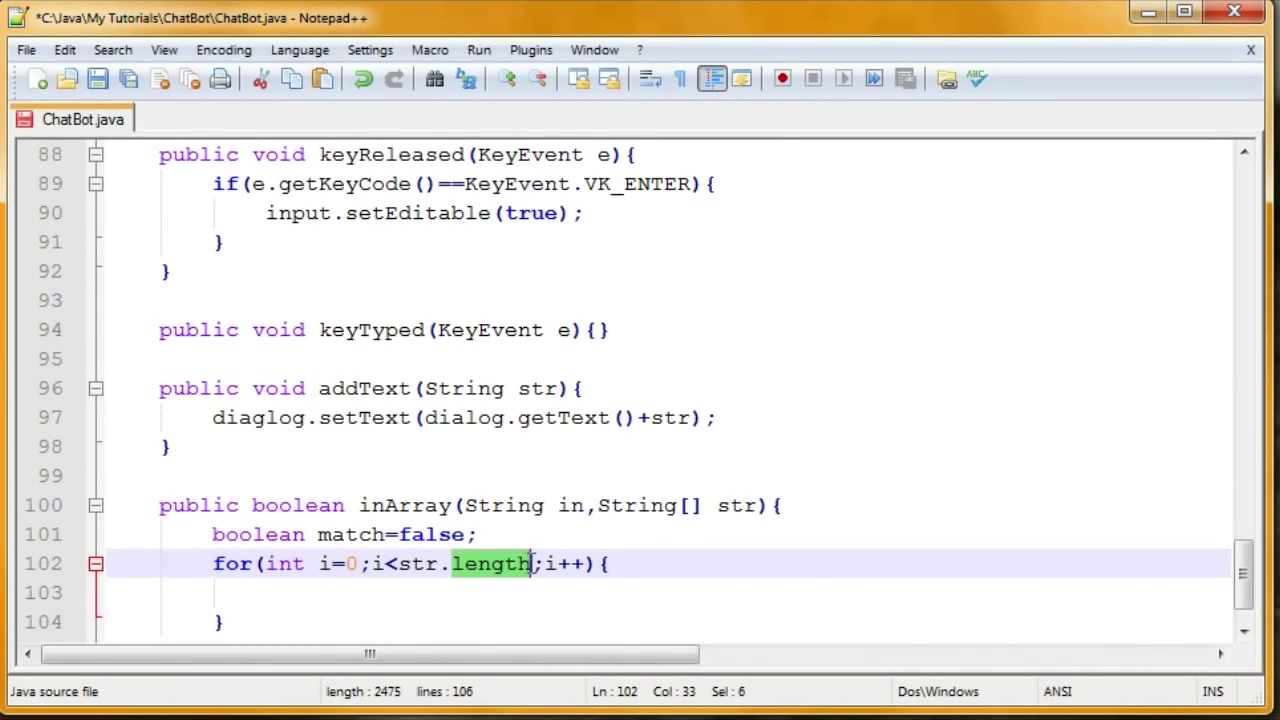 *C:\Java\My Tutorials\ChatBot\ChatBot.java - Notepad++
File Edit Search View Encoding Language Settings Macro Run Plugins Window ? X
ChatBot.java
88 public void keyReleased(KeyEvent e){
89 if(e.getKeyCode()==KeyEvent.VK_ENTER){
90 input.setEditable(true);
91 }
92 }
93
94 public void keyTyped(KeyEvent e){}
95
96 public void addText(String str){
97 diaglog.setText(dialog.getText()+str);
98 }
99
100 public boolean inArray(String in,String[] str){
101 boolean match=false;
102 for(int i=0;i<str.length;i++){
103
104 }
Java source file length : 2475 lines : 106 Ln : 102 Col : 33 Sel : 6 Dos\Windows ANSI INS